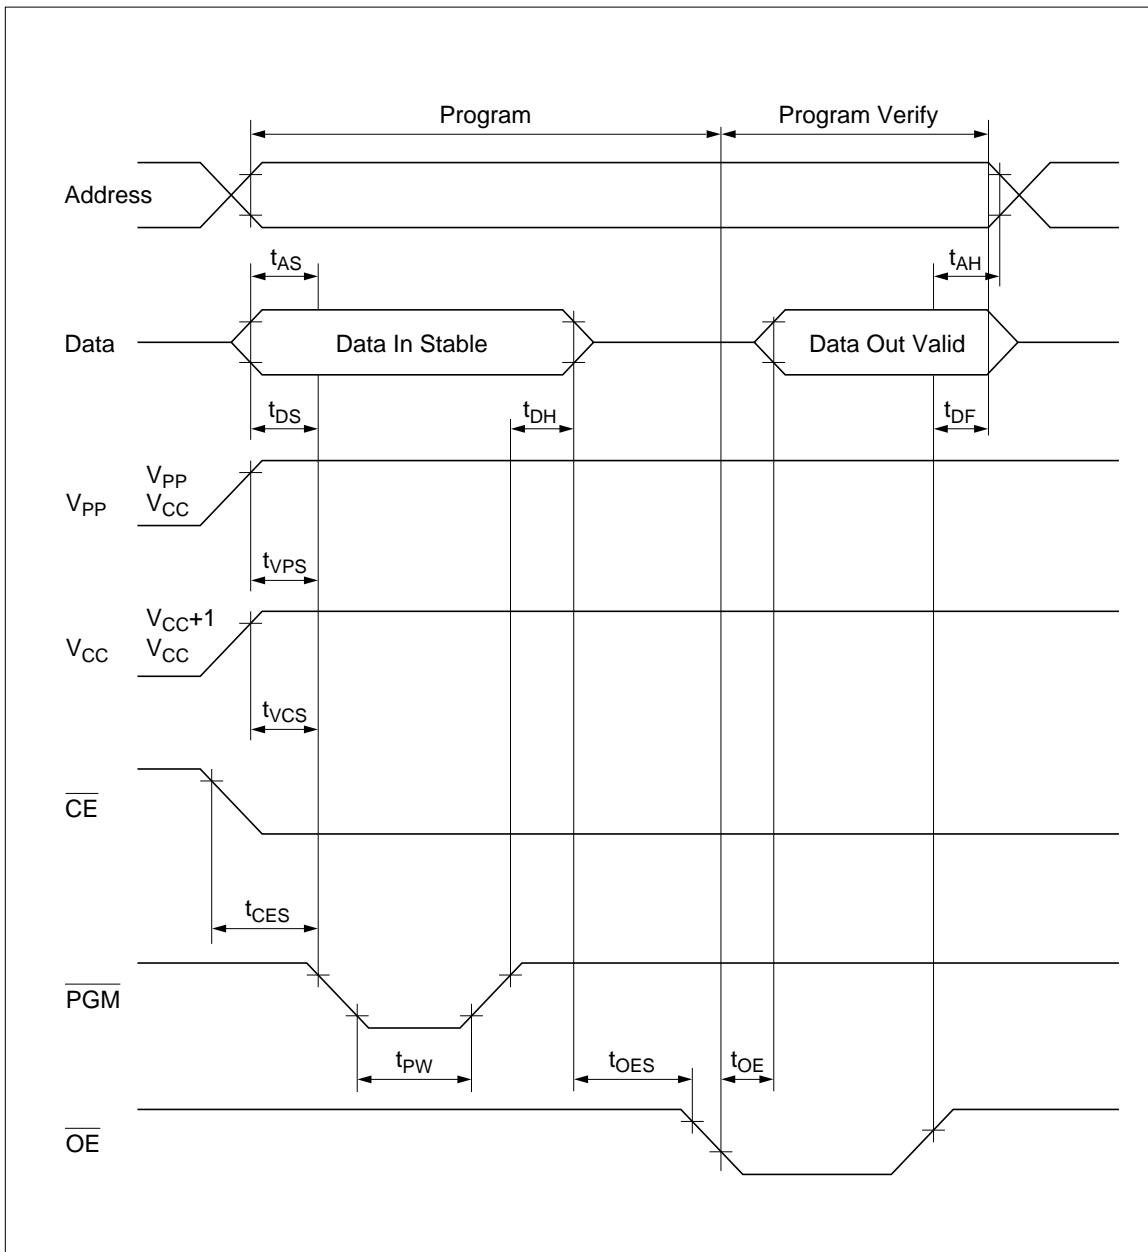 Program
Program Verify
Address
tAS
tAH
Data
Data In Stable
Data Out Valid
tDS
tDH
tDF
VPP
VPP
VCC
tVPS
VCC
VCC+1
VCC
tVCS
CE
tCES
PGM
tPW
tOES
tOE
OE